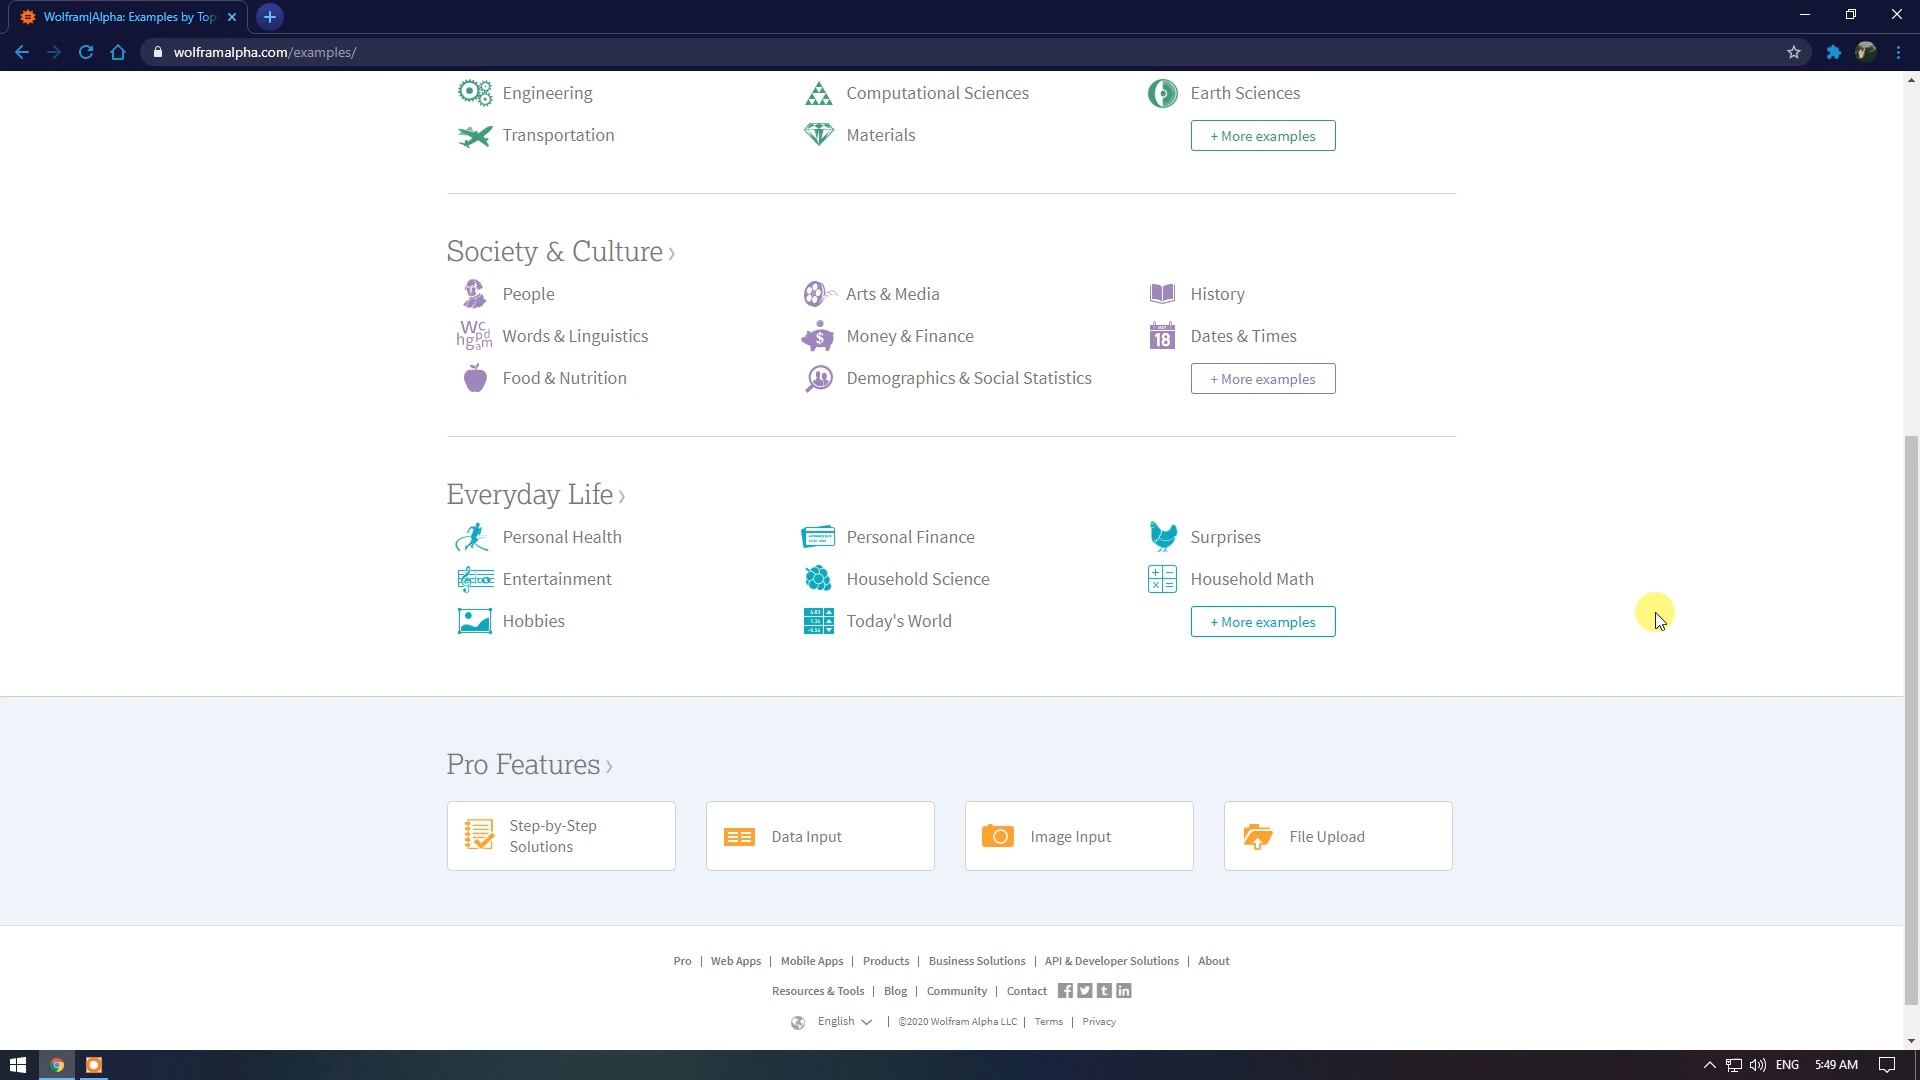 Wolfram|Alpha: Examples by Top
wolframalpha.com/examples/
Engineering
Computational Sciences
Earth Sciences
Transportation
Materials
+ More examples
Society & Culture ›
People
Arts & Media
History
Words & Linguistics
Money & Finance
18
Dates & Times
Food & Nutrition
Demographics & Social Statistics
+ More examples
Everyday Life ›
Personal Health
Personal Finance
Surprises
Entertainment
Household Science
Household Math
Hobbies
Today's World
+ More examples
Pro Features ›
Step-by-Step
Solutions
Data Input
Image Input
File Upload
Pro | Web Apps | Mobile Apps | Products | Business Solutions | API & Developer Solutions | About
Resources & Tools | Blog | Community | Contact
English | ©2020 Wolfram Alpha LLC | Terms | Privacy
ENG 5:49 AM